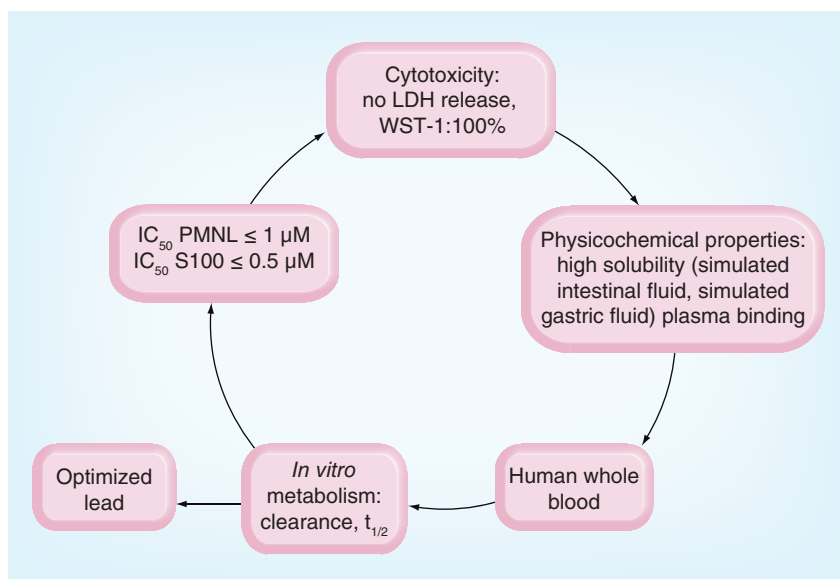 Cytotoxicity:
no LDH release,
WST-1:100%
IC50 PMNL ≤ 1 µM
IC50 S100 ≤ 0.5 µM
Physicochemical properties:
high solubility (simulated
intestinal fluid, simulated
gastric fluid) plasma binding
Optimized
lead
In vitro
metabolism:
clearance, t1/2
Human whole
blood